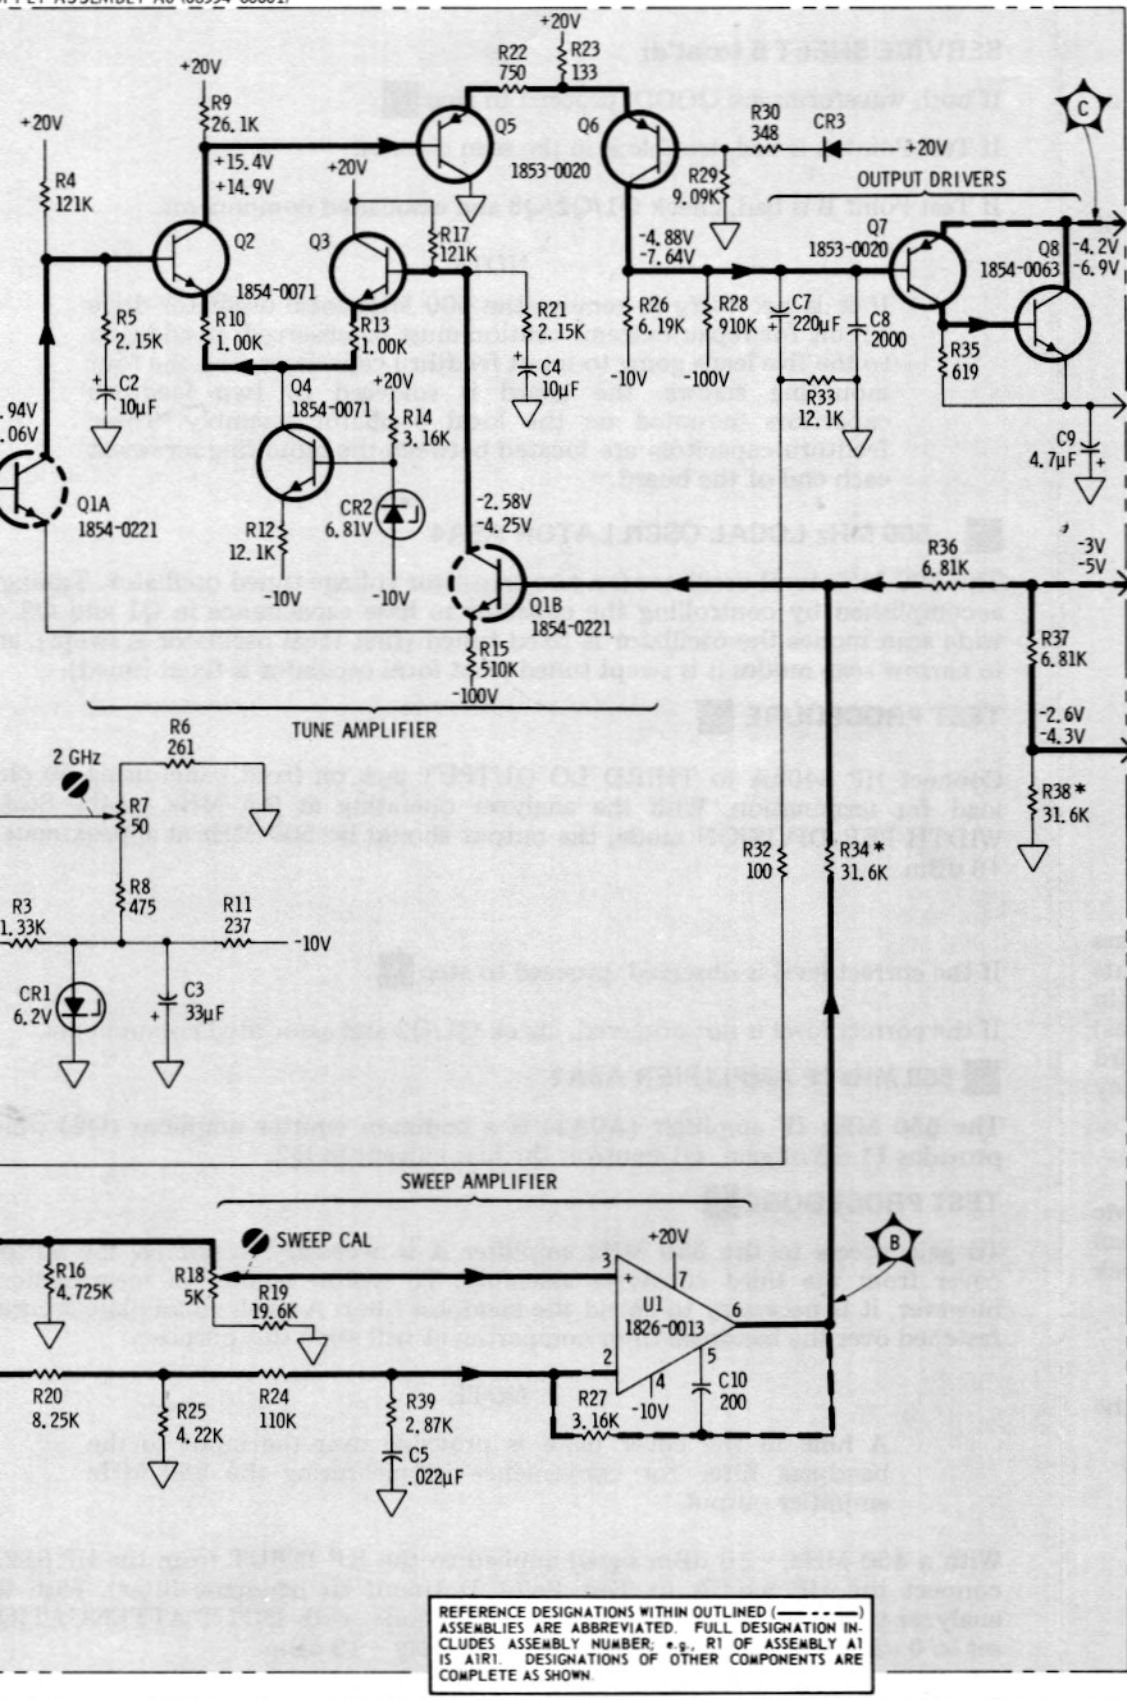 +20V
+20V
R9
26.1K
R22
750
R23
133
+20V
R4
121K
+15.4V
+14.9V
+20V
Q5
1853-0020
Q6
R30
348
CR3
+20V
R29
9.09K
OUTPUT DRIVERS
C
Q2
1854-0071
Q3
R17
121K
-4.88V
-7.64V
Q7
1853-0020
Q8
1854-0063
-4.2V
-6.9V
R5
2.15K
C2
10μF
+
R10
1.00K
R13
1.00K
R21
2.15K
C4
10μF
+
R26
6.19K
-10V
R28
910K
-100V
C7
220μF
+
C8
2000
R33
12.1K
R35
619
C9
4.7μF
+
.94V
.06V
Q1A
1854-0221
Q4
1854-0071
+20V
R14
3.16K
R12
12.1K
-10V
CR2
6.81V
-10V
-2.58V
-4.25V
Q1B
1854-0221
R15
510K
-100V
R36
6.81K
-3V
-5V
R37
6.81K
-2.6V
-4.3V
R38*
31.6K
TUNE AMPLIFIER
2 GHz
R6
261
R7
50
R8
475
R3
1.33K
R11
237
-10V
CR1
6.2V
C3
33μF
+
R32
100
R34*
31.6K
SWEEP AMPLIFIER
SWEEP CAL
R16
4.725K
R18
5K
R19
19.6K
+20V
3
+
7
U1
1826-0013
6
B
2
5
4
-10V
C10
200
R20
8.25K
R25
4.22K
R24
110K
R39
2.87K
C5
.022μF
R27
3.16K
REFERENCE DESIGNATIONS WITHIN OUTLINED (— - - —)
ASSEMBLIES ARE ABBREVIATED. FULL DESIGNATION IN-
CLUDES ASSEMBLY NUMBER; e.g., R1 OF ASSEMBLY A1
IS A1R1. DESIGNATIONS OF OTHER COMPONENTS ARE
COMPLETE AS SHOWN.